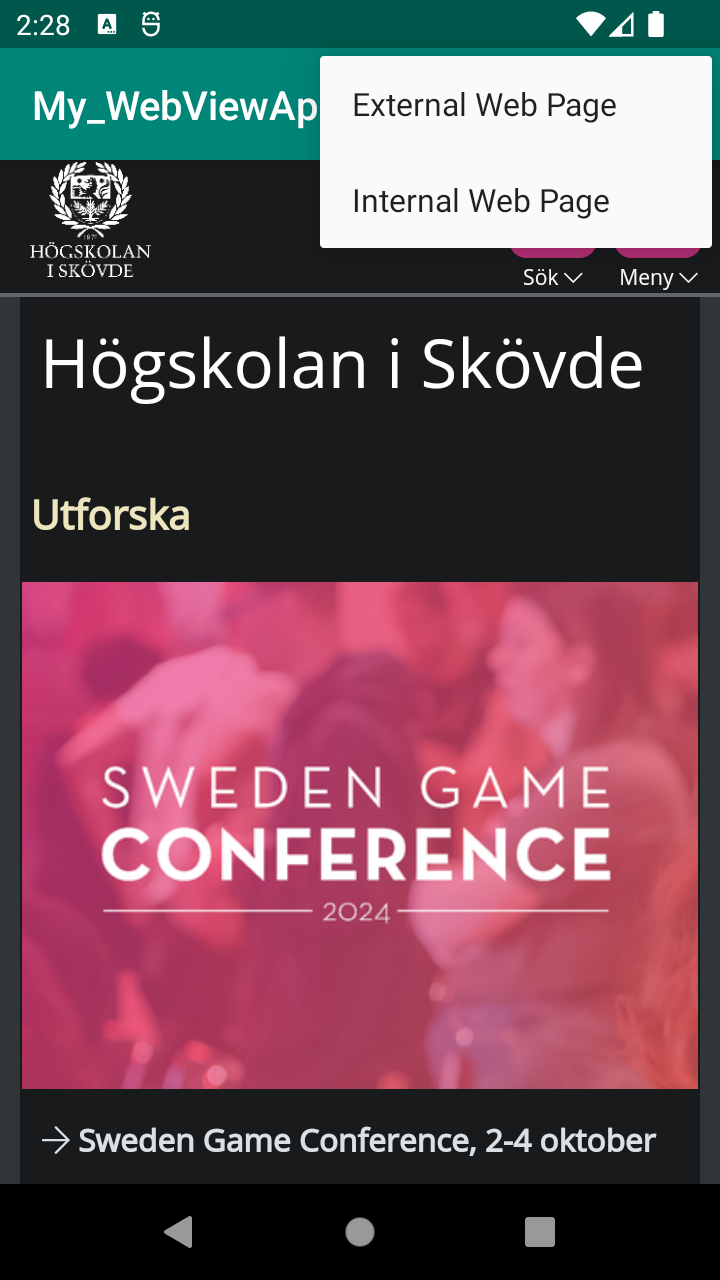 2:28
My_WebViewAp
External Web Page
Internal Web Page
HÖGSKOLAN
I SKÖVDE
Sök
Meny
Högskolan i Skövde
Utforska
SWEDEN GAME
CONFERENCE
2024
Sweden Game Conference, 2-4 oktober